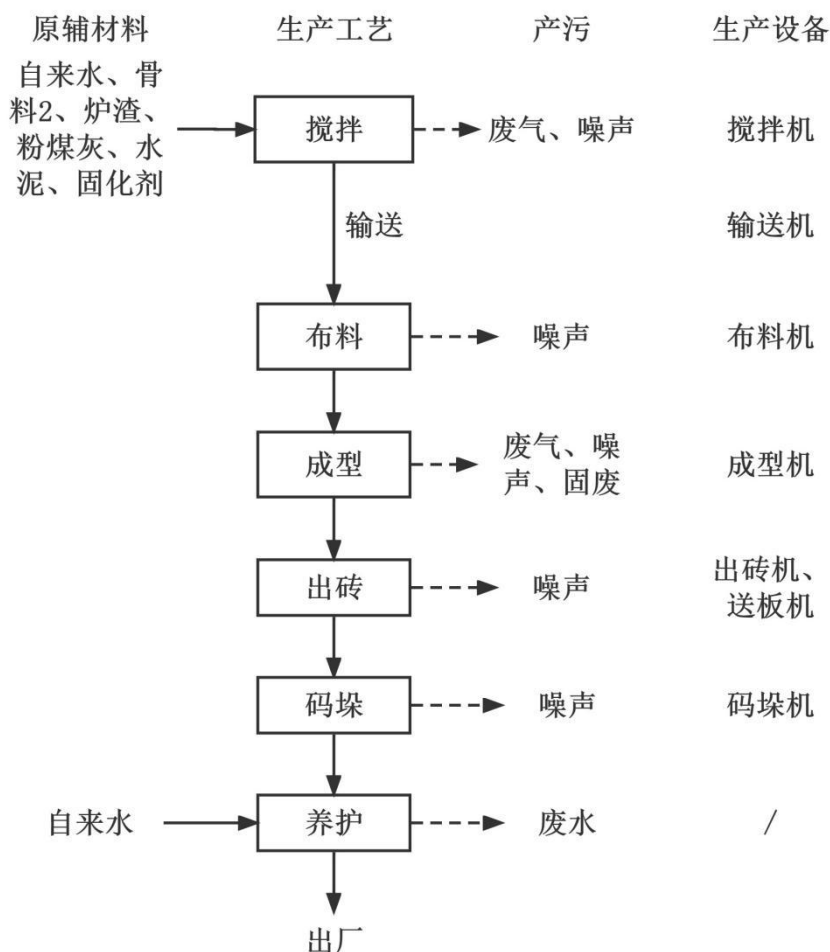 原辅材料 生产工艺 产污 生产设备
自来水、骨
料2、炉渣、
粉煤灰、水
泥、固化剂
搅拌
废气、噪声
搅拌机
输送
输送机
布料
噪声
布料机
成型
废气、噪
声、固废
成型机
出砖
噪声
出砖机、
送板机
码垛
噪声
码垛机
自来水
养护
废水
/
出厂